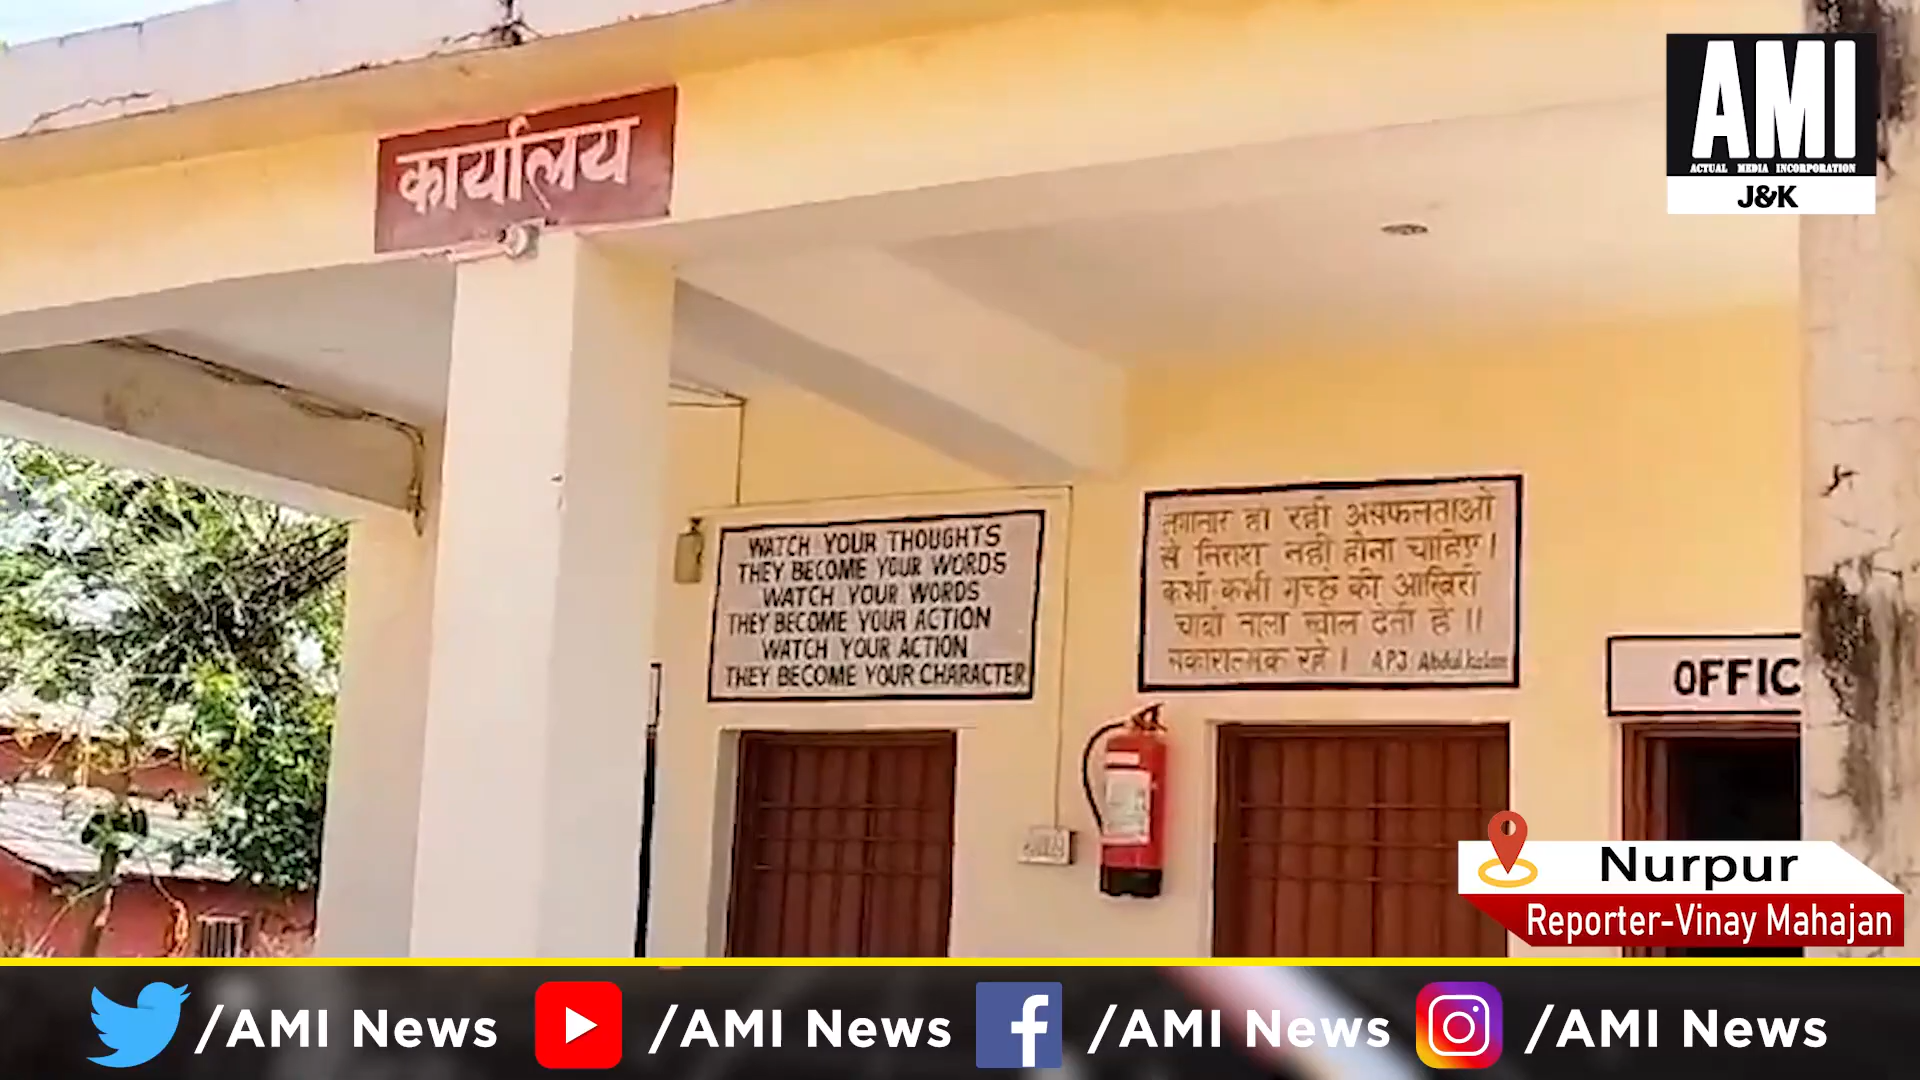 कार्यालय
AMI
ACTUAL MEDIA INCORPORATION
J&K
WATCH YOUR THOUGHTS
THEY BECOME YOUR WORDS
WATCH YOUR WORDS
THEY BECOME YOUR ACTION
WATCH YOUR ACTION
THEY BECOME YOUR CHARACTER
लगातार हो रही असफलताओं
से निराश नहीं होना चाहिए।
कभी-कभी गुच्छे की आखिरी
चाबी ताला खोल देती है ।।
सकारात्मक रहे । A.P.J Abdul kalam
OFFIC
Nurpur
Reporter-Vinay Mahajan
/AMI News
/AMI News
/AMI News
/AMI News